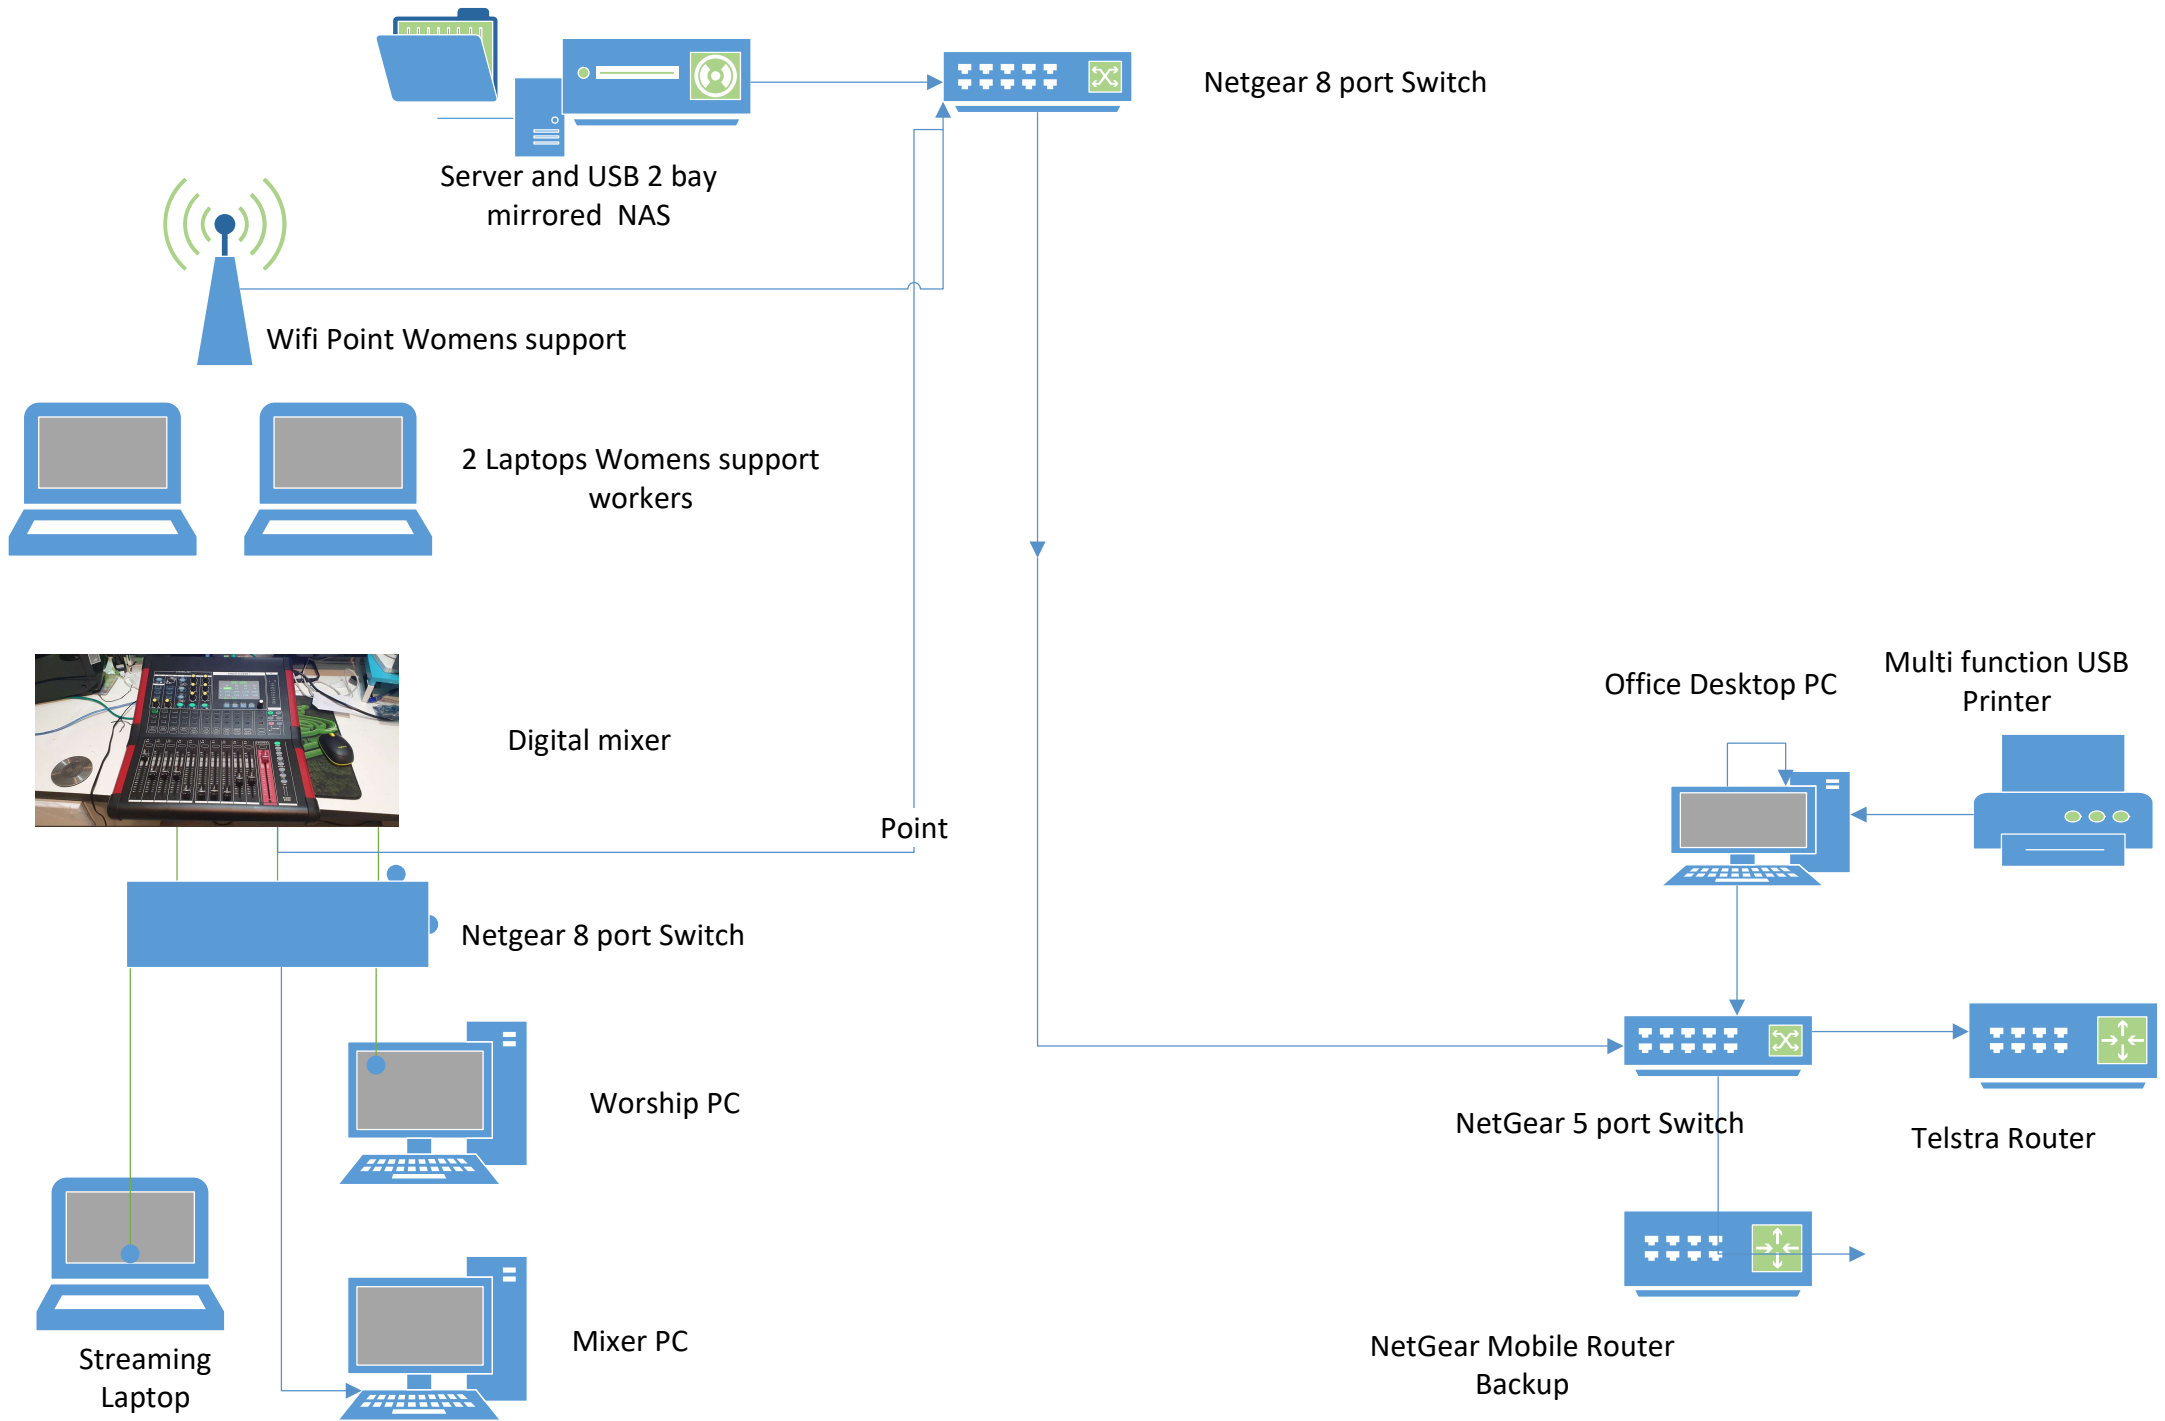 Netgear 8 port Switch
Server and USB 2 bay
mirrored  NAS
Wifi Point Womens support
2 Laptops Womens support
workers
Multi function USB
Printer
Office Desktop PC
Digital mixer
Point
Netgear 8 port Switch
Worship PC
NetGear 5 port Switch
Telstra Router
Mixer PC
Streaming
Laptop
NetGear Mobile Router
Backup